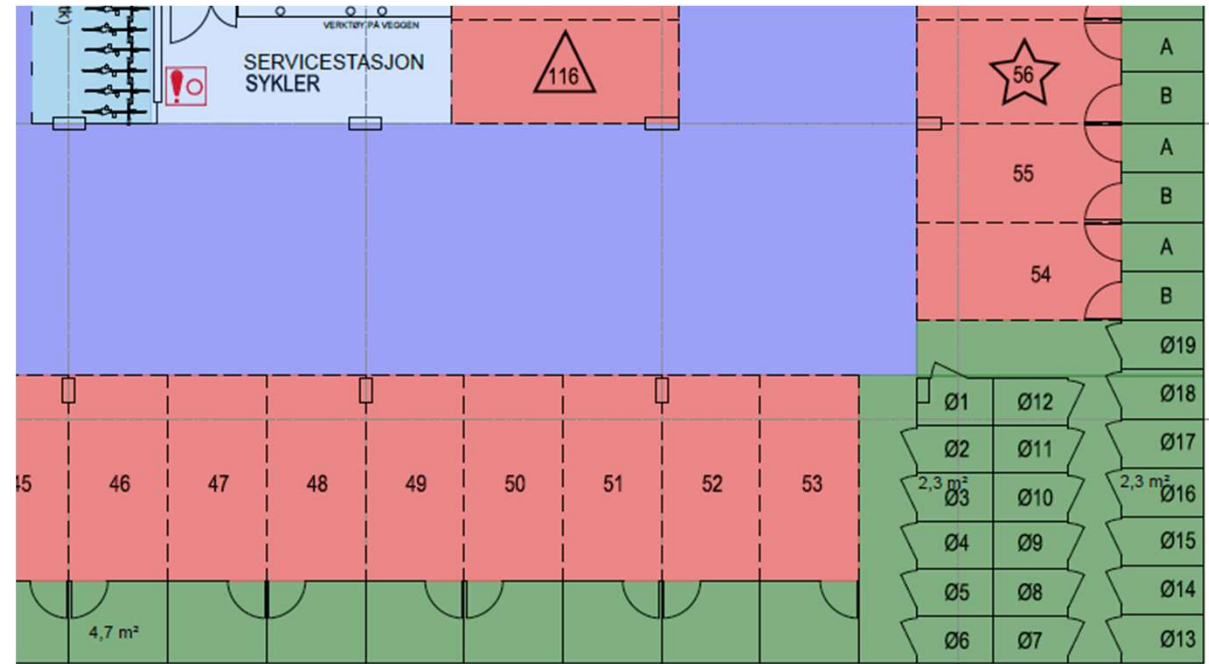 tk)
VERKTØY PÅ VEGGEN
SERVICESTASJON
SYKLER
116
56
A
B
55
A
B
54
A
B
Ø19
Ø1 Ø12 Ø18
Ø2 Ø11 Ø17
2,3 m² 2,3 m²
Ø3 Ø10 Ø16
45 46 47 48 49 50 51 52 53
Ø4 Ø9 Ø15
Ø5 Ø8 Ø14
4,7 m²
Ø6 Ø7 Ø13